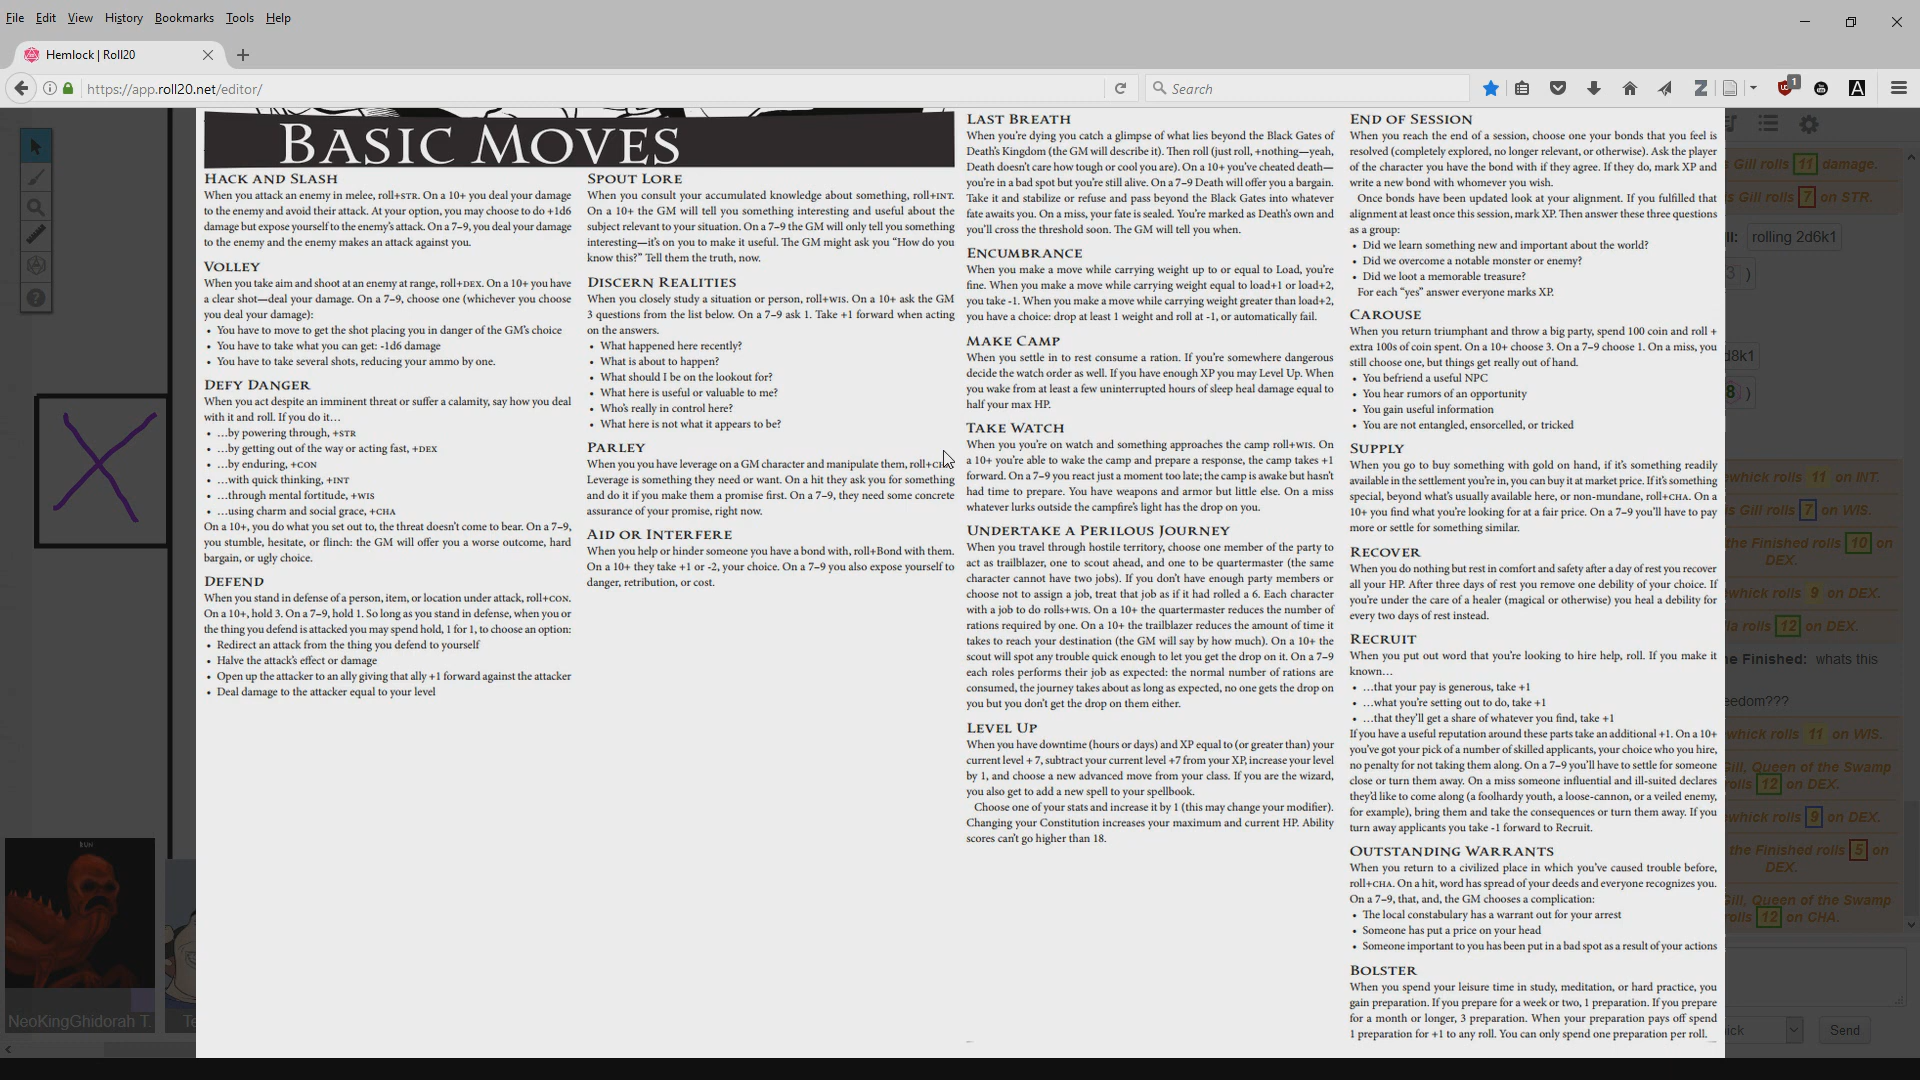 File Edit View History Bookmarks Tools Help
Hemlock | Roll20
https://app.roll20.net/editor/
Search
1
BASIC MOVES
HACK AND SLASH
When you attack an enemy in melee, roll+STR. On a 10+ you deal your damage
to the enemy and avoid their attack. At your option, you may choose to do +1d6
damage but expose yourself to the enemy's attack. On a 7–9, you deal your damage
to the enemy and the enemy makes an attack against you.
VOLLEY
When you take aim and shoot at an enemy at range, roll+DEX. On a 10+ you have
a clear shot—deal your damage. On a 7–9, choose one (whichever you choose
you deal your damage):
• You have to move to get the shot placing you in danger of the GM's choice
• You have to take what you can get: -1d6 damage
• You have to take several shots, reducing your ammo by one.
DEFY DANGER
When you act despite an imminent threat or suffer a calamity, say how you deal
with it and roll. If you do it…
• …by powering through, +STR
• …by getting out of the way or acting fast, +DEX
• …by enduring, +CON
• …with quick thinking, +INT
• …through mental fortitude, +WIS
• …using charm and social grace, +CHA
On a 10+, you do what you set out to, the threat doesn't come to bear. On a 7–9,
you stumble, hesitate, or flinch: the GM will offer you a worse outcome, hard
bargain, or ugly choice.
DEFEND
When you stand in defense of a person, item, or location under attack, roll+CON.
On a 10+, hold 3. On a 7–9, hold 1. So long as you stand in defense, when you or
the thing you defend is attacked you may spend hold, 1 for 1, to choose an option:
• Redirect an attack from the thing you defend to yourself
• Halve the attack's effect or damage
• Open up the attacker to an ally giving that ally +1 forward against the attacker
• Deal damage to the attacker equal to your level
SPOUT LORE
When you consult your accumulated knowledge about something, roll+INT.
On a 10+ the GM will tell you something interesting and useful about the
subject relevant to your situation. On a 7–9 the GM will only tell you something
interesting—it's on you to make it useful. The GM might ask you “How do you
know this?” Tell them the truth, now.
DISCERN REALITIES
When you closely study a situation or person, roll+WIS. On a 10+ ask the GM
3 questions from the list below. On a 7–9 ask 1. Take +1 forward when acting
on the answers.
• What happened here recently?
• What is about to happen?
• What should I be on the lookout for?
• What here is useful or valuable to me?
• Who's really in control here?
• What here is not what it appears to be?
PARLEY
When you you have leverage on a GM character and manipulate them, roll+CHA.
Leverage is something they need or want. On a hit they ask you for something
and do it if you make them a promise first. On a 7–9, they need some concrete
assurance of your promise, right now.
AID OR INTERFERE
When you help or hinder someone you have a bond with, roll+Bond with them.
On a 10+ they take +1 or -2, your choice. On a 7–9 you also expose yourself to
danger, retribution, or cost.
LAST BREATH
When you're dying you catch a glimpse of what lies beyond the Black Gates of
Death's Kingdom (the GM will describe it). Then roll (just roll, +nothing—yeah,
Death doesn't care how tough or cool you are). On a 10+ you've cheated death—
you're in a bad spot but you're still alive. On a 7–9 Death will offer you a bargain.
Take it and stabilize or refuse and pass beyond the Black Gates into whatever
fate awaits you. On a miss, your fate is sealed. You're marked as Death's own and
you'll cross the threshold soon. The GM will tell you when.
ENCUMBRANCE
When you make a move while carrying weight up to or equal to Load, you're
fine. When you make a move while carrying weight equal to load+1 or load+2,
you take -1. When you make a move while carrying weight greater than load+2,
you have a choice: drop at least 1 weight and roll at -1, or automatically fail.
MAKE CAMP
When you settle in to rest consume a ration. If you're somewhere dangerous
decide the watch order as well. If you have enough XP you may Level Up. When
you wake from at least a few uninterrupted hours of sleep heal damage equal to
half your max HP.
TAKE WATCH
When you you're on watch and something approaches the camp roll+WIS. On
a 10+ you're able to wake the camp and prepare a response, the camp takes +1
forward. On a 7–9 you react just a moment too late; the camp is awake but hasn't
had time to prepare. You have weapons and armor but little else. On a miss
whatever lurks outside the campfire's light has the drop on you.
UNDERTAKE A PERILOUS JOURNEY
When you travel through hostile territory, choose one member of the party to
act as trailblazer, one to scout ahead, and one to be quartermaster (the same
character cannot have two jobs). If you don't have enough party members or
choose not to assign a job, treat that job as if it had rolled a 6. Each character
with a job to do rolls+WIS. On a 10+ the quartermaster reduces the number of
rations required by one. On a 10+ the trailblazer reduces the amount of time it
takes to reach your destination (the GM will say by how much). On a 10+ the
scout will spot any trouble quick enough to let you get the drop on it. On a 7–9
each roles performs their job as expected: the normal number of rations are
consumed, the journey takes about as long as expected, no one gets the drop on
you but you don't get the drop on them either.
LEVEL UP
When you have downtime (hours or days) and XP equal to (or greater than) your
current level + 7, subtract your current level +7 from your XP, increase your level
by 1, and choose a new advanced move from your class. If you are the wizard,
you also get to add a new spell to your spellbook.
Choose one of your stats and increase it by 1 (this may change your modifier).
Changing your Constitution increases your maximum and current HP. Ability
scores can't go higher than 18.
END OF SESSION
When you reach the end of a session, choose one your bonds that you feel is
resolved (completely explored, no longer relevant, or otherwise). Ask the player
of the character you have the bond with if they agree. If they do, mark XP and
write a new bond with whomever you wish.
Once bonds have been updated look at your alignment. If you fulfilled that
alignment at least once this session, mark XP. Then answer these three questions
as a group:
• Did we learn something new and important about the world?
• Did we overcome a notable monster or enemy?
• Did we loot a memorable treasure?
For each “yes” answer everyone marks XP.
CAROUSE
When you return triumphant and throw a big party, spend 100 coin and roll +
extra 100s of coin spent. On a 10+ choose 3. On a 7–9 choose 1. On a miss, you
still choose one, but things get really out of hand.
• You befriend a useful NPC
• You hear rumors of an opportunity
• You gain useful information
• You are not entangled, ensorcelled, or tricked
SUPPLY
When you go to buy something with gold on hand, if it's something readily
available in the settlement you're in, you can buy it at market price. If it's something
special, beyond what's usually available here, or non-mundane, roll+CHA. On a
10+ you find what you're looking for at a fair price. On a 7–9 you'll have to pay
more or settle for something similar.
RECOVER
When you do nothing but rest in comfort and safety after a day of rest you recover
all your HP. After three days of rest you remove one debility of your choice. If
you're under the care of a healer (magical or otherwise) you heal a debility for
every two days of rest instead.
RECRUIT
When you put out word that you're looking to hire help, roll. If you make it
known…
• …that your pay is generous, take +1
• …what you're setting out to do, take +1
• …that they'll get a share of whatever you find, take +1
If you have a useful reputation around these parts take an additional +1. On a 10+
you've got your pick of a number of skilled applicants, your choice who you hire,
no penalty for not taking them along. On a 7–9 you'll have to settle for someone
close or turn them away. On a miss someone influential and ill-suited declares
they'd like to come along (a foolhardy youth, a loose-cannon, or a veiled enemy,
for example), bring them and take the consequences or turn them away. If you
turn away applicants you take -1 forward to Recruit.
OUTSTANDING WARRANTS
When you return to a civilized place in which you've caused trouble before,
roll+CHA. On a hit, word has spread of your deeds and everyone recognizes you.
On a 7–9, that, and, the GM chooses a complication:
• The local constabulary has a warrant out for your arrest
• Someone has put a price on your head
• Someone important to you has been put in a bad spot as a result of your actions
BOLSTER
When you spend your leisure time in study, meditation, or hard practice, you
gain preparation. If you prepare for a week or two, 1 preparation. If you prepare
for a month or longer, 3 preparation. When your preparation pays off spend
1 preparation for +1 to any roll. You can only spend one preparation per roll.
s Gill rolls 11 damage.
s Gill rolls 7 on STR.
ll: rolling 2d6k1
3 )
d8k1
8 )
whick rolls 11 on INT.
s Gill rolls 7 on WIS.
the Finished rolls 10 on
DEX.
whick rolls 9 on DEX.
la rolls 12 on DEX.
e Finished: whats this
eedom???
whick rolls 11 on WIS.
Gill, Queen of the Swamp
rolls 12 on DEX.
whick rolls 9 on DEX.
the Finished rolls 5 on
DEX.
Gill, Queen of the Swamp
rolls 12 on CHA.
ick
Send
RUN
NeoKingGhidorah T.
Te